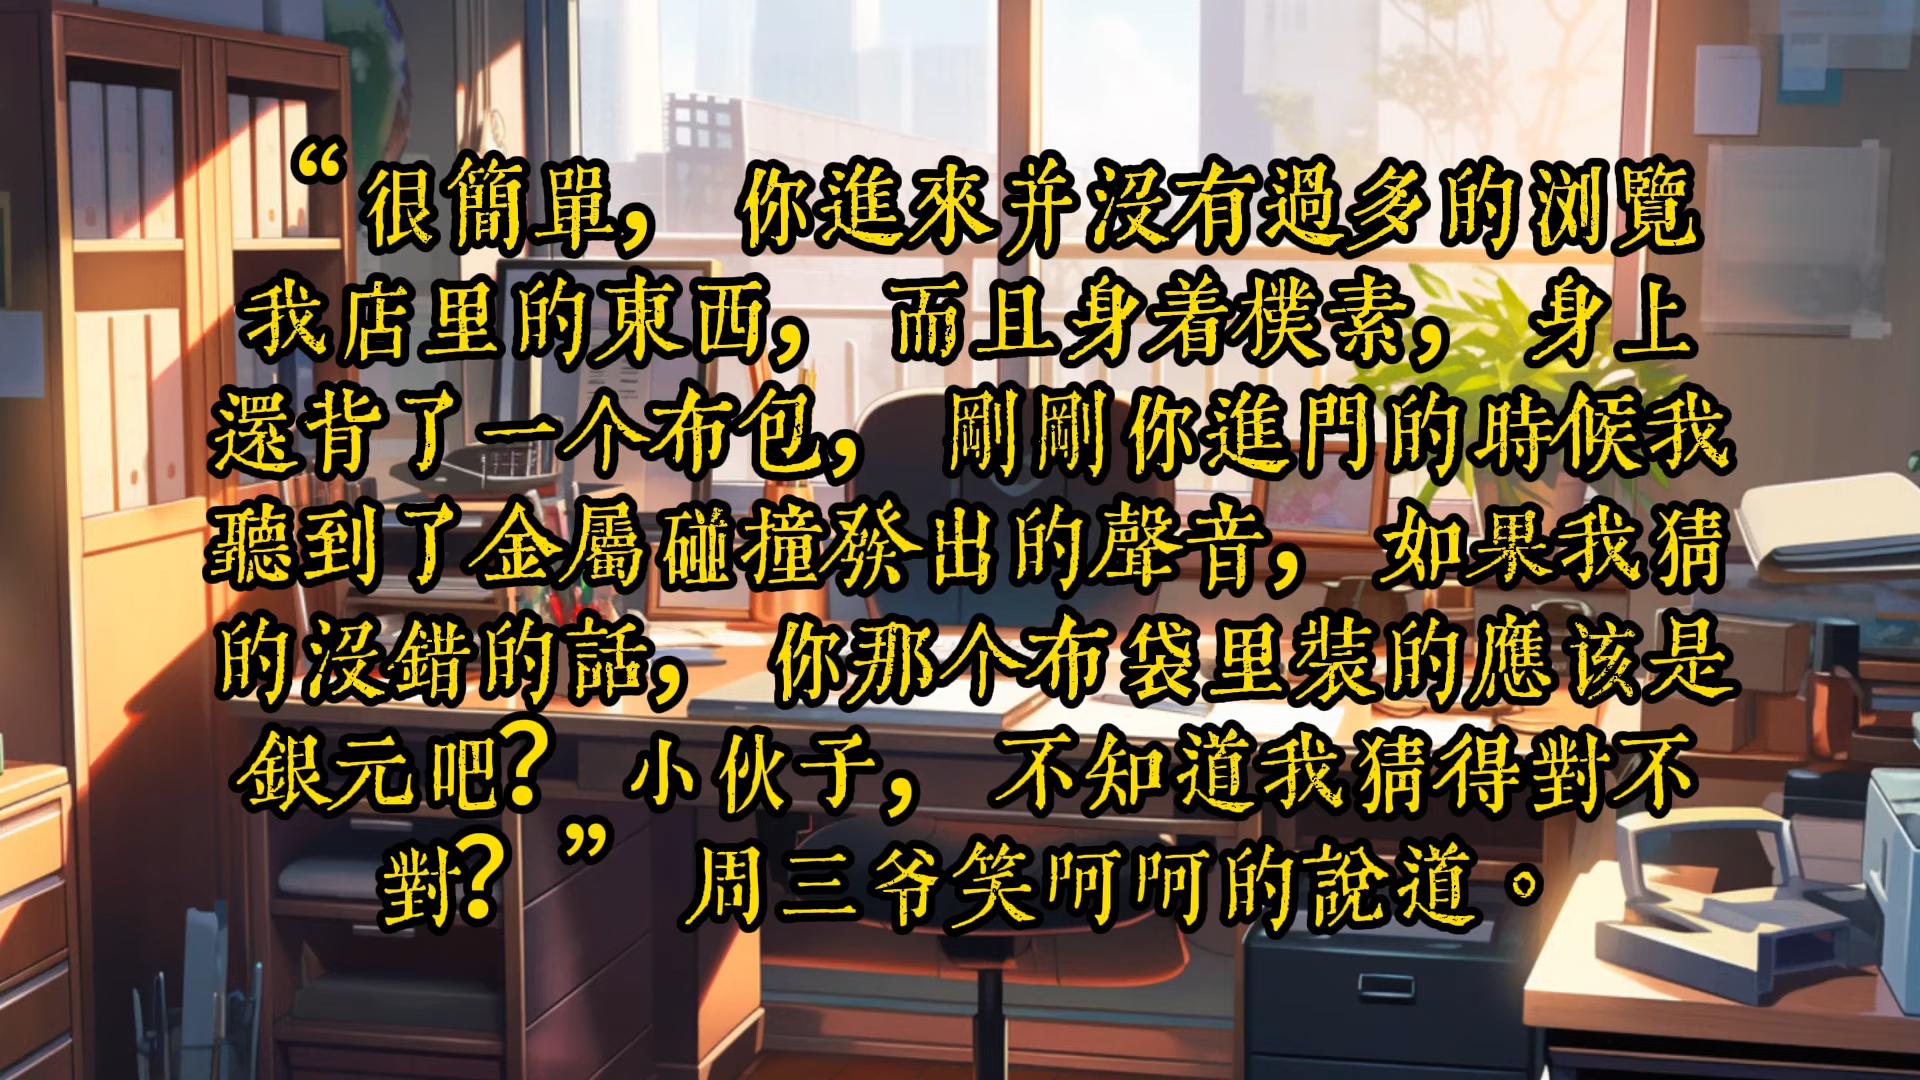 “很簡單，你進來并沒有過多的浏覽
我店里的東西，而且身着樸素，身上
還背了一个布包，剛剛你進門的時候我
聽到了金屬碰撞發出的聲音，如果我猜
的沒錯的話，你那个布袋里裝的應该是
銀元吧？小伙子，不知道我猜得對不
對？” 周三爷笑呵呵的說道。